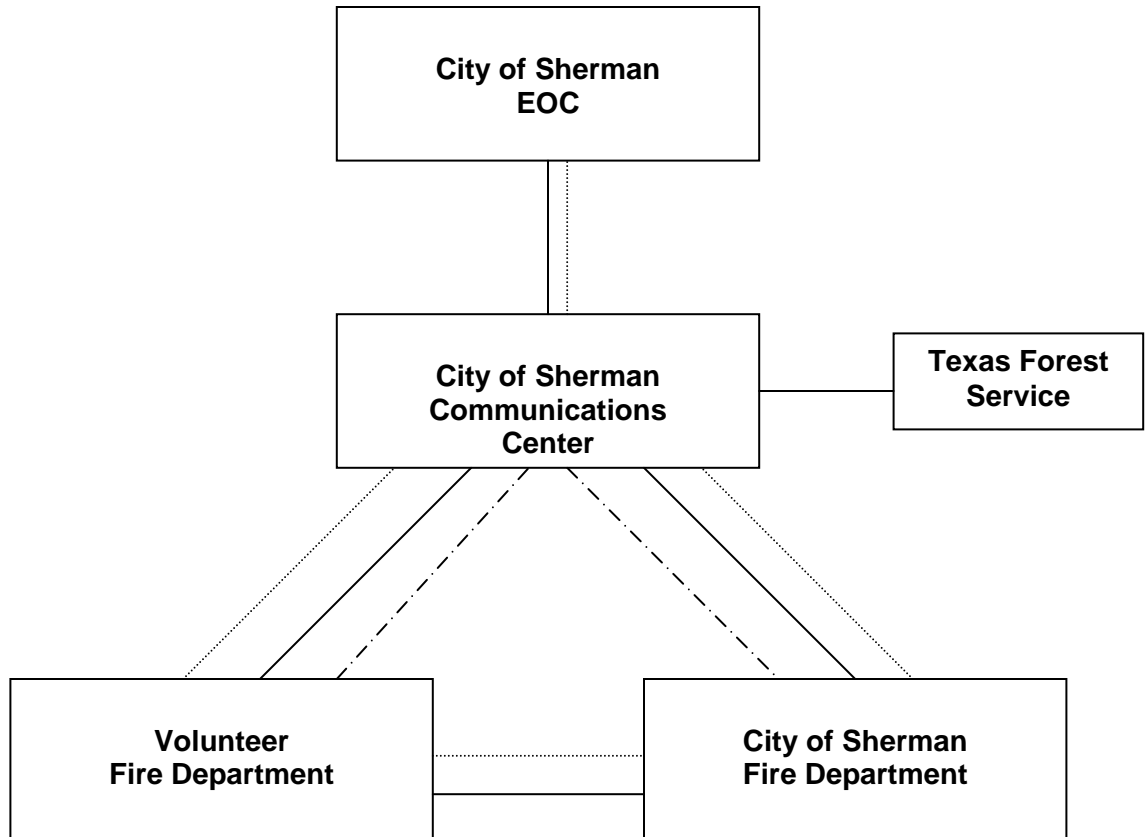 City of Sherman
EOC
City of Sherman
Communications
Center
Texas Forest
Service
Volunteer
Fire Department
City of Sherman
Fire Department